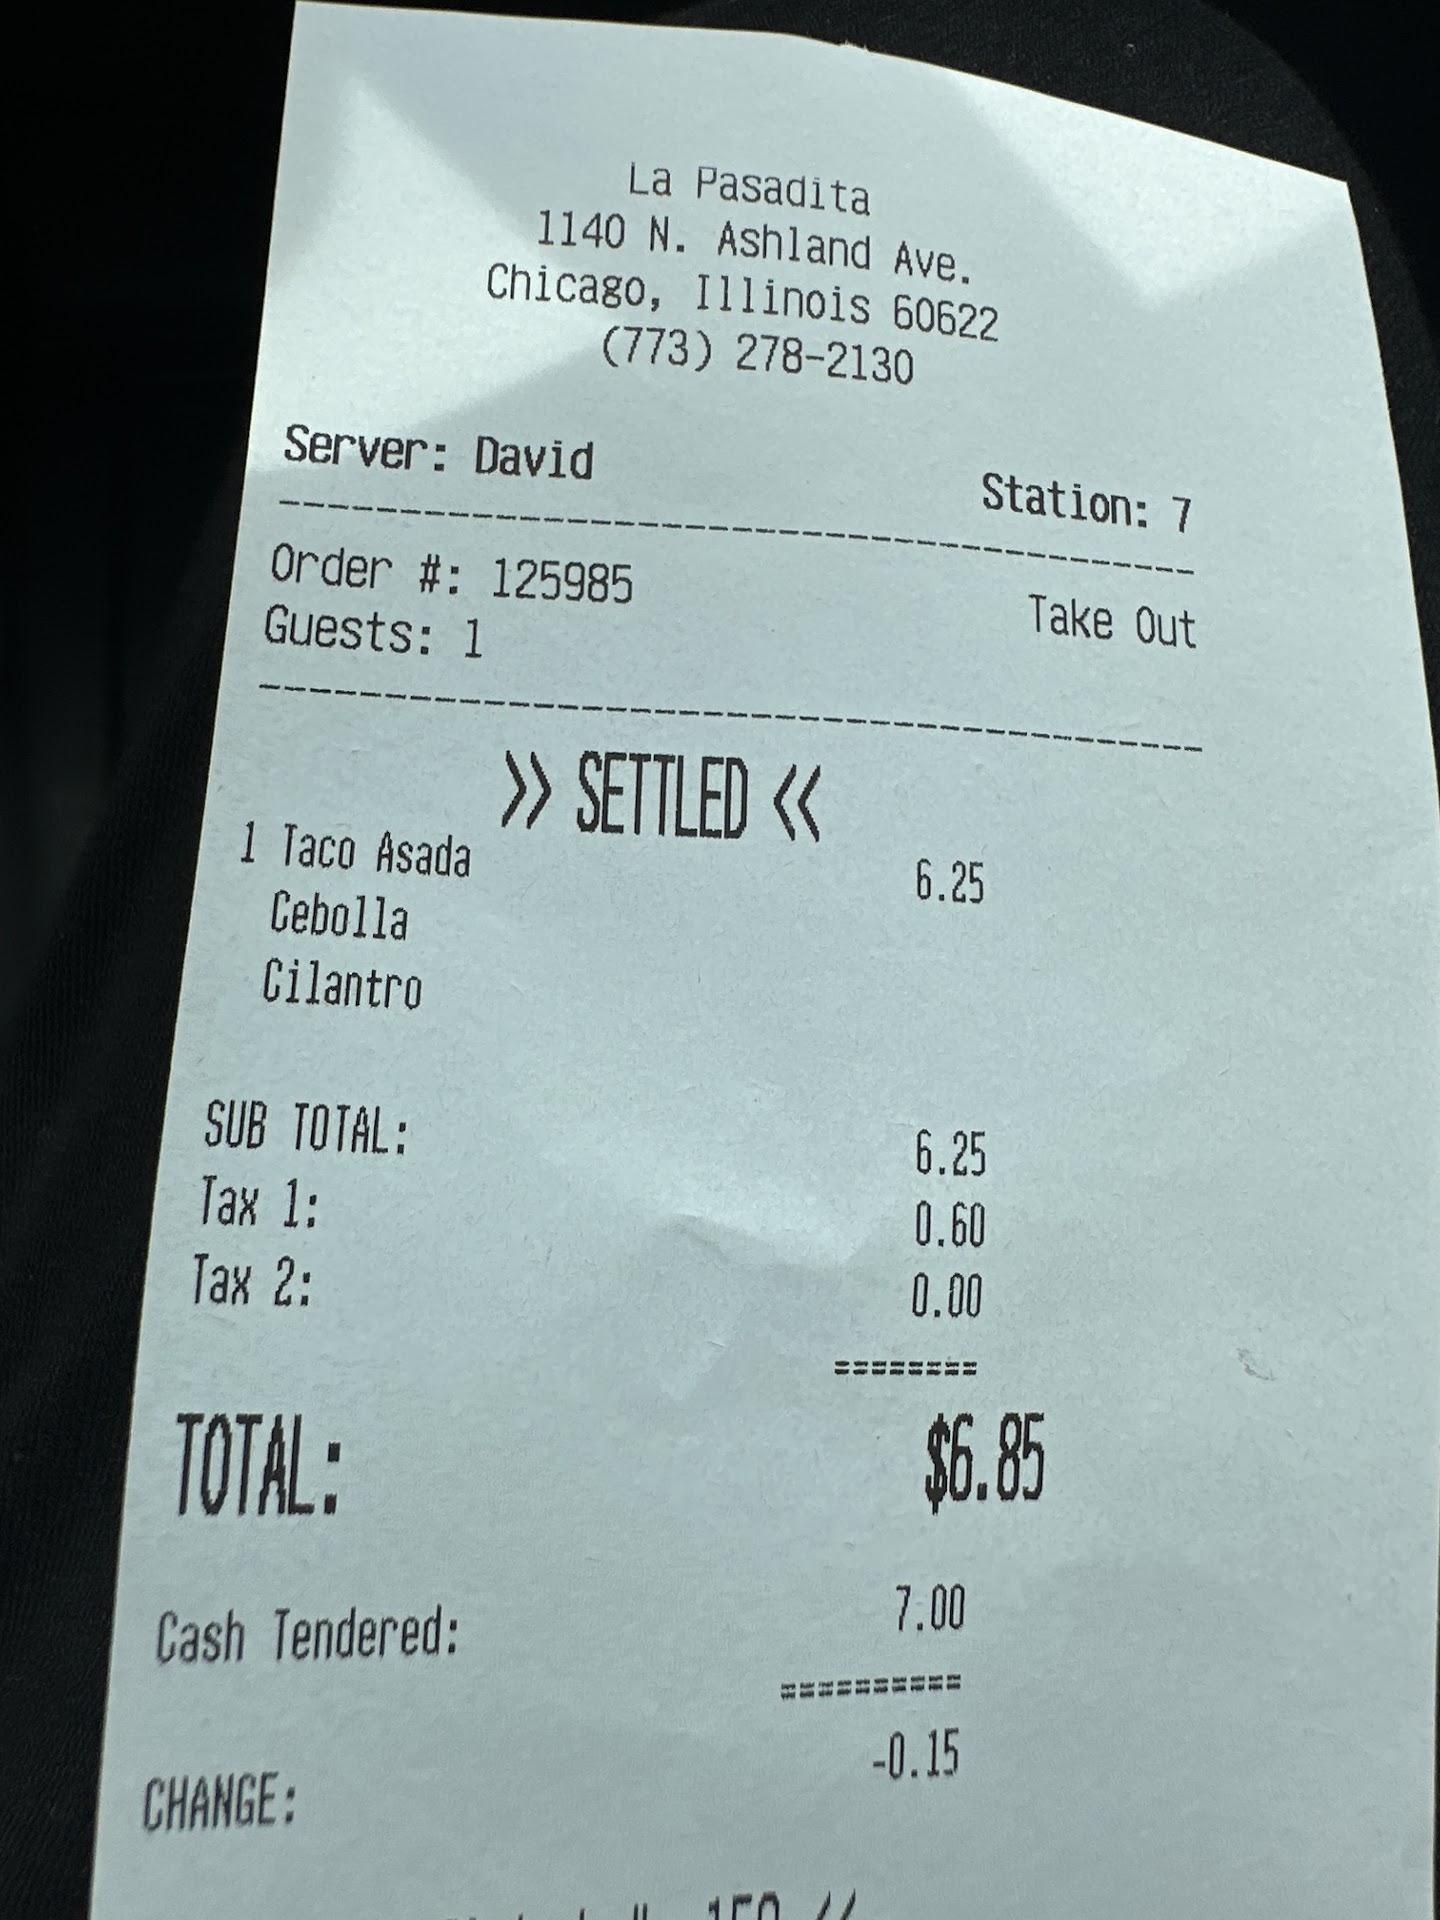 La Pasadita
1140 N. Ashland Ave.
Chicago, Illinois 60622
(773) 278-2130
Server: David Station: 7
Order #: 125985 Take Out
Guests: 1
>> SETTLED <<
1 Taco Asada 6.25
Cebolla
Cilantro
SUB TOTAL: 6.25
Tax 1: 0.60
Tax 2: 0.00
========
TOTAL: $6.85
Cash Tendered: 7.00
==========
CHANGE: -0.15